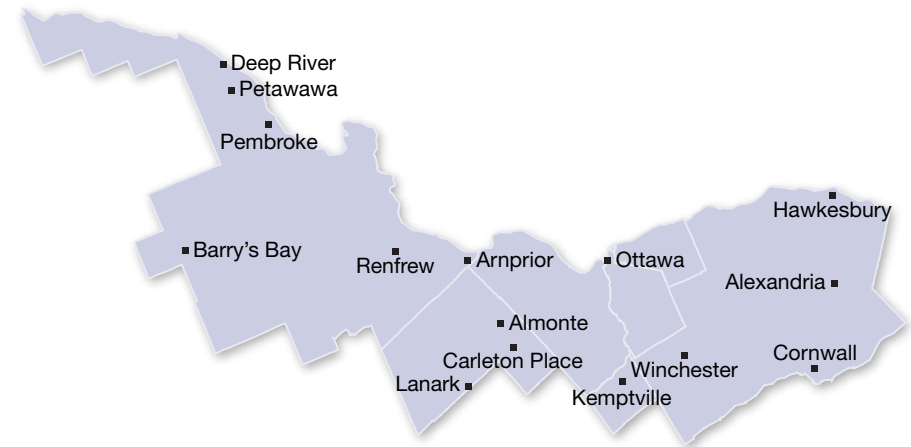 Deep River
Petawawa
Pembroke
Hawkesbury
Barry's Bay
Renfrew
Arnprior
Ottawa
Alexandria
Almonte
Carleton Place
Cornwall
Winchester
Lanark
Kemptville